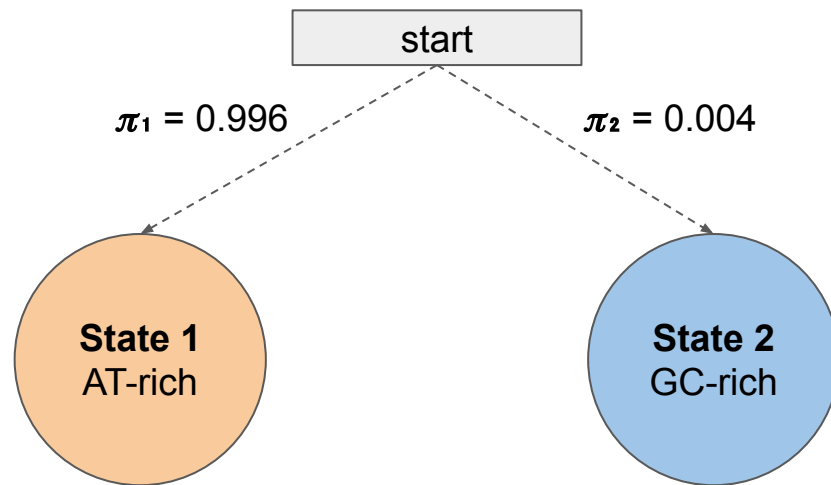 start
π₁ = 0.996
π₂ = 0.004
State 1
AT-rich
State 2
GC-rich